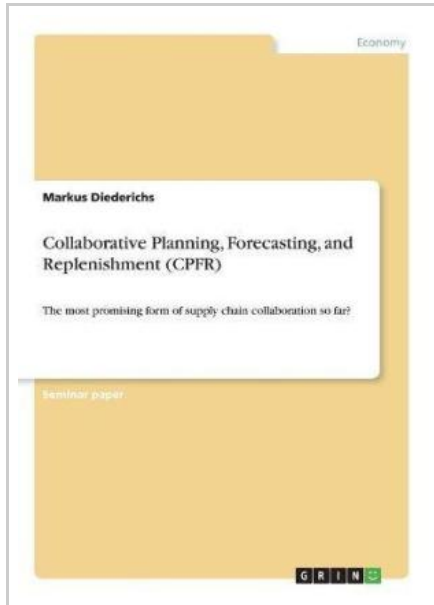 Economy
Markus Diederichs
Collaborative Planning, Forecasting, and
Replenishment (CPFR)
The most promising form of supply chain collaboration so far?
Seminar paper
GRIN